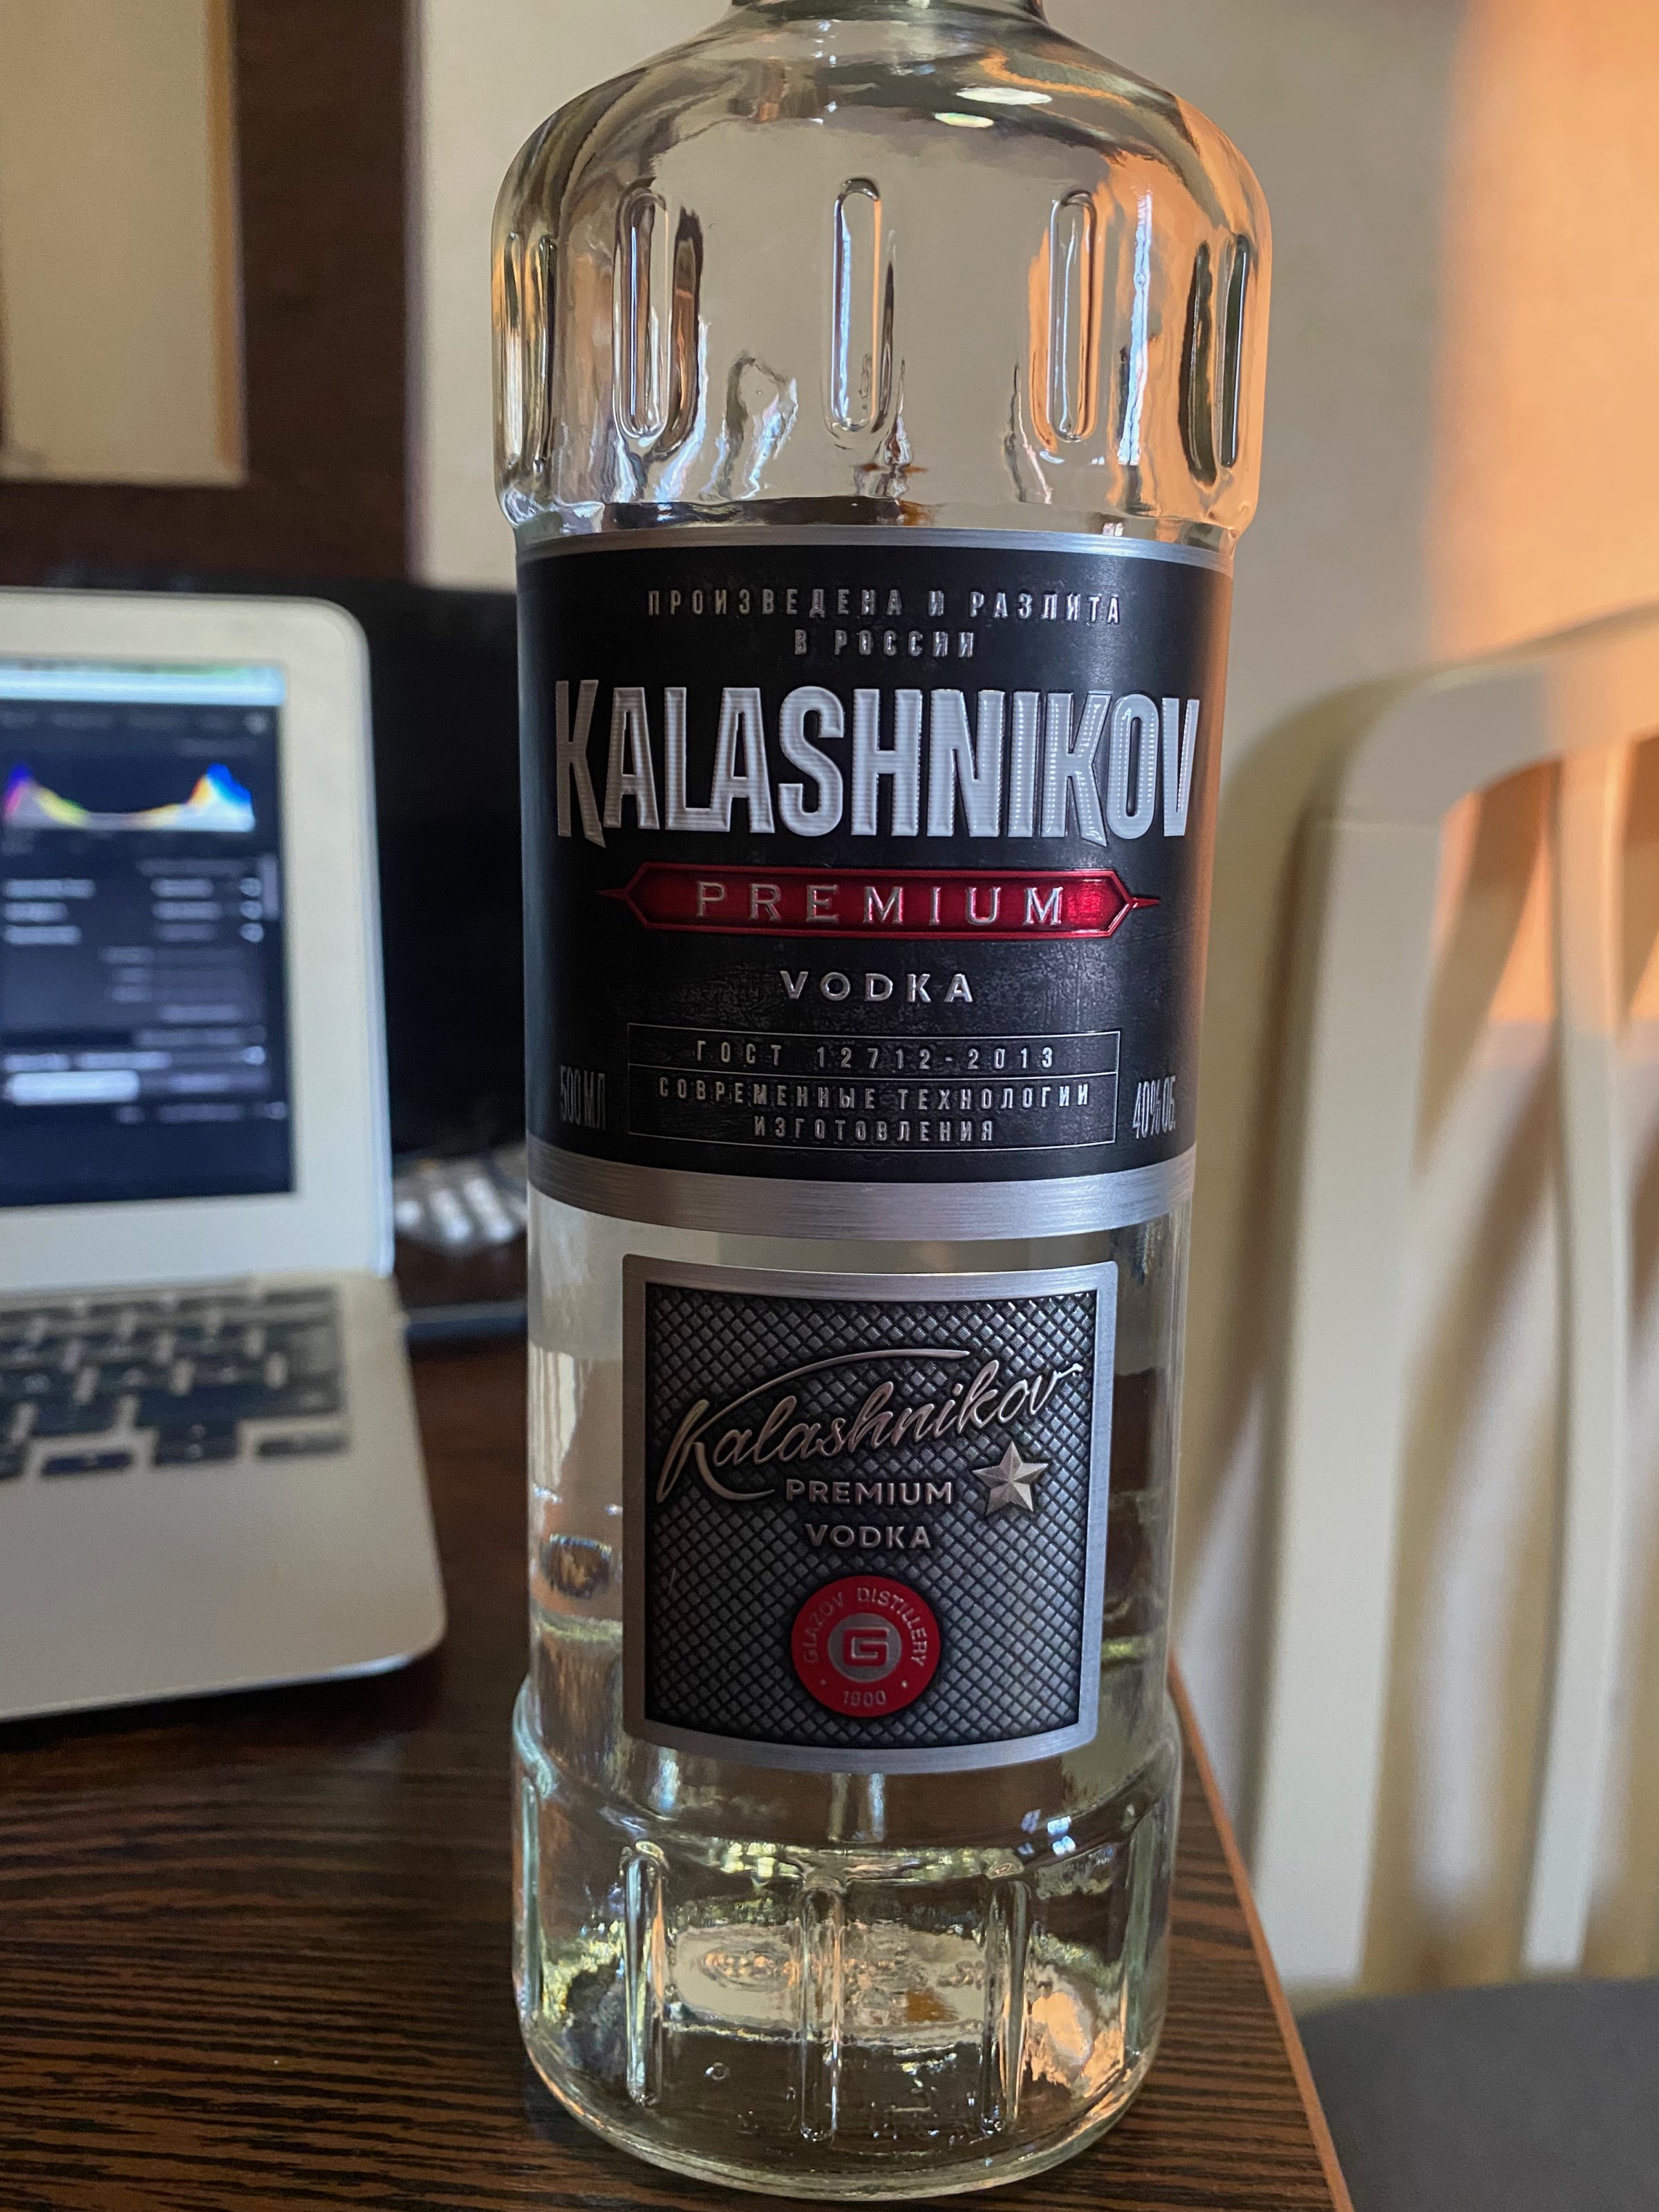 ПРОИЗВЕДЕНА И РАЗЛИТА
В РОССИИ
KALASHNIKOV
PREMIUM
VODKA
ГОСТ 12712-2013
500 МЛ
СОВРЕМЕННЫЕ ТЕХНОЛОГИИ
ИЗГОТОВЛЕНИЯ
40% ОБ.
Kalashnikov
PREMIUM
VODKA
GLAZOV DISTILLERY
G
1900